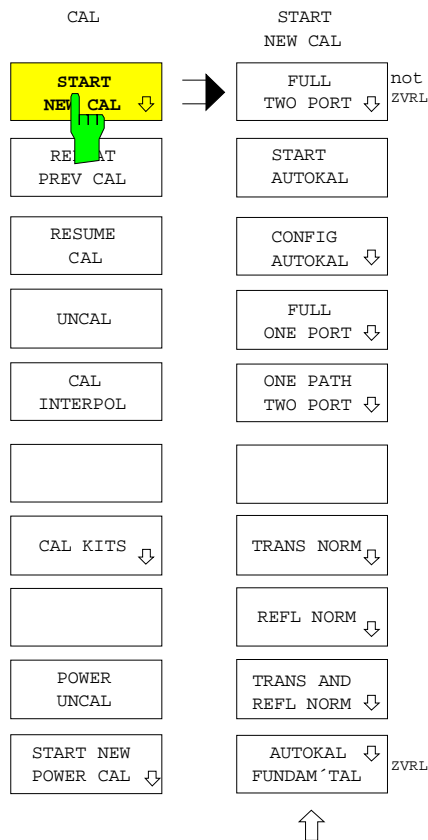 CAL
START
NEW CAL
REPEAT
PREV CAL
RESUME
CAL
UNCAL
CAL
INTERPOL
CAL KITS
POWER
UNCAL
START NEW
POWER CAL
START
NEW CAL
FULL
TWO PORT
not
ZVRL
START
AUTOKAL
CONFIG
AUTOKAL
FULL
ONE PORT
ONE PATH
TWO PORT
TRANS NORM
REFL NORM
TRANS AND
REFL NORM
AUTOKAL
FUNDAM´TAL
ZVRL